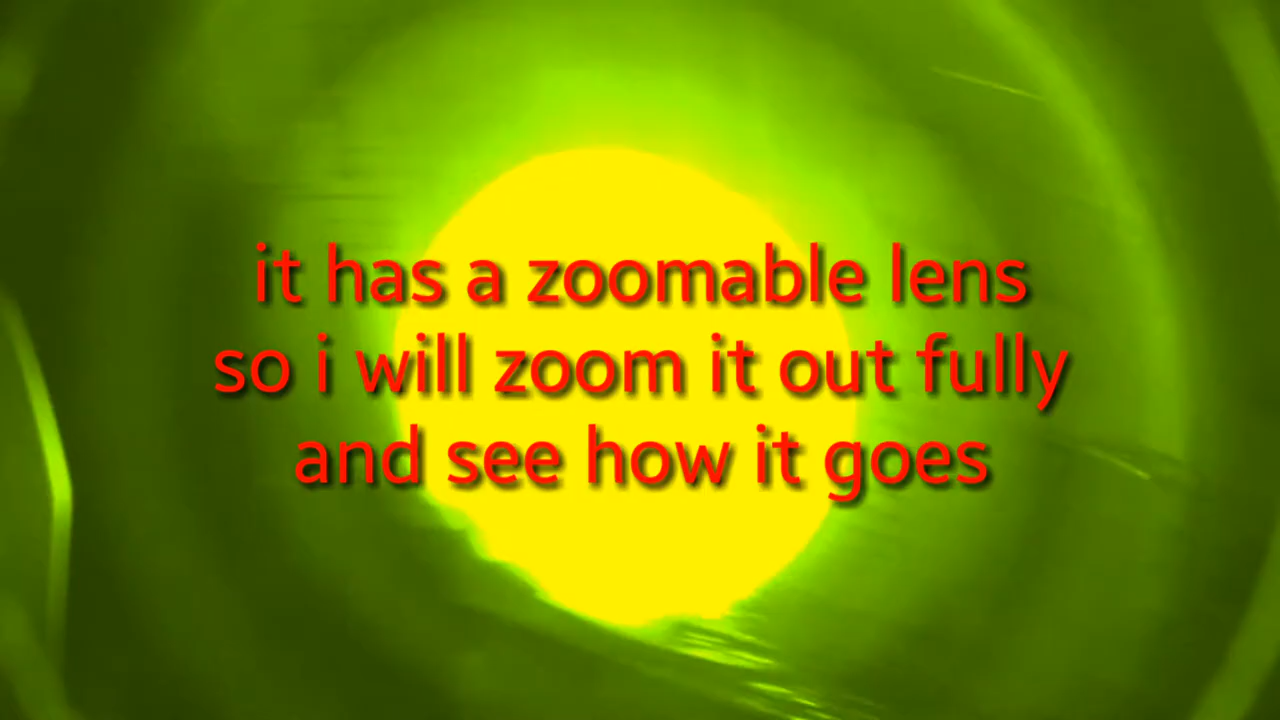 it has a zoomable lens
so i will zoom it out fully
and see how it goes